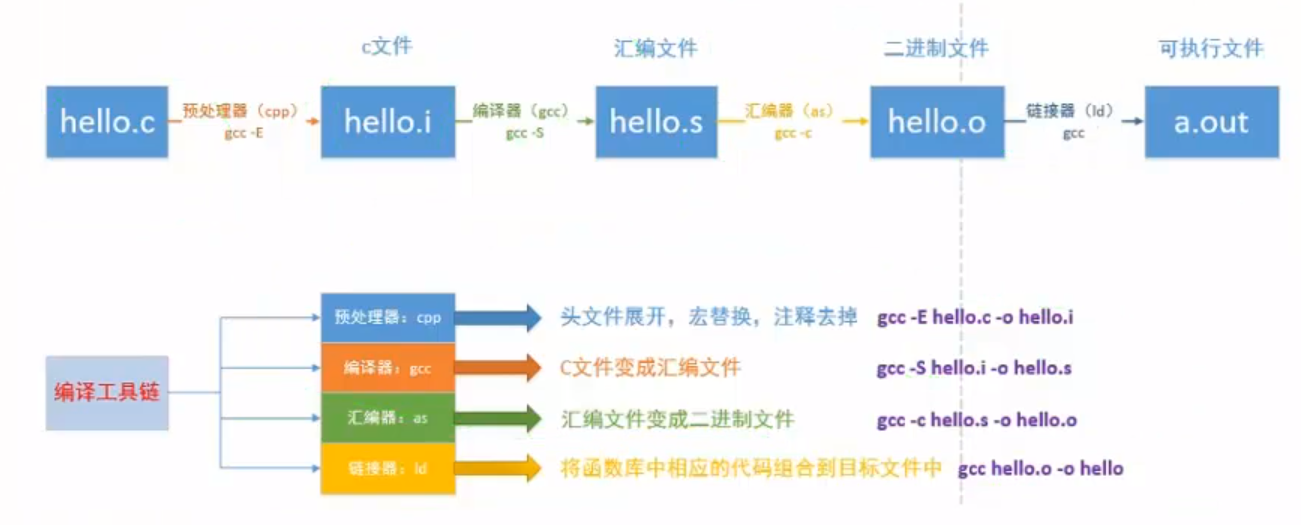 c文件
汇编文件
二进制文件
可执行文件
hello.c
预处理器（cpp）
gcc -E
hello.i
编译器（gcc）
gcc -S
hello.s
汇编器（as）
gcc -c
hello.o
链接器（ld）
gcc
a.out
编译工具链
预处理器：cpp
头文件展开，宏替换，注释去掉
gcc -E hello.c -o hello.i
编译器：gcc
C文件变成汇编文件
gcc -S hello.i -o hello.s
汇编器：as
汇编文件变成二进制文件
gcc -c hello.s -o hello.o
链接器：ld
将函数库中相应的代码组合到目标文件中
gcc hello.o -o hello